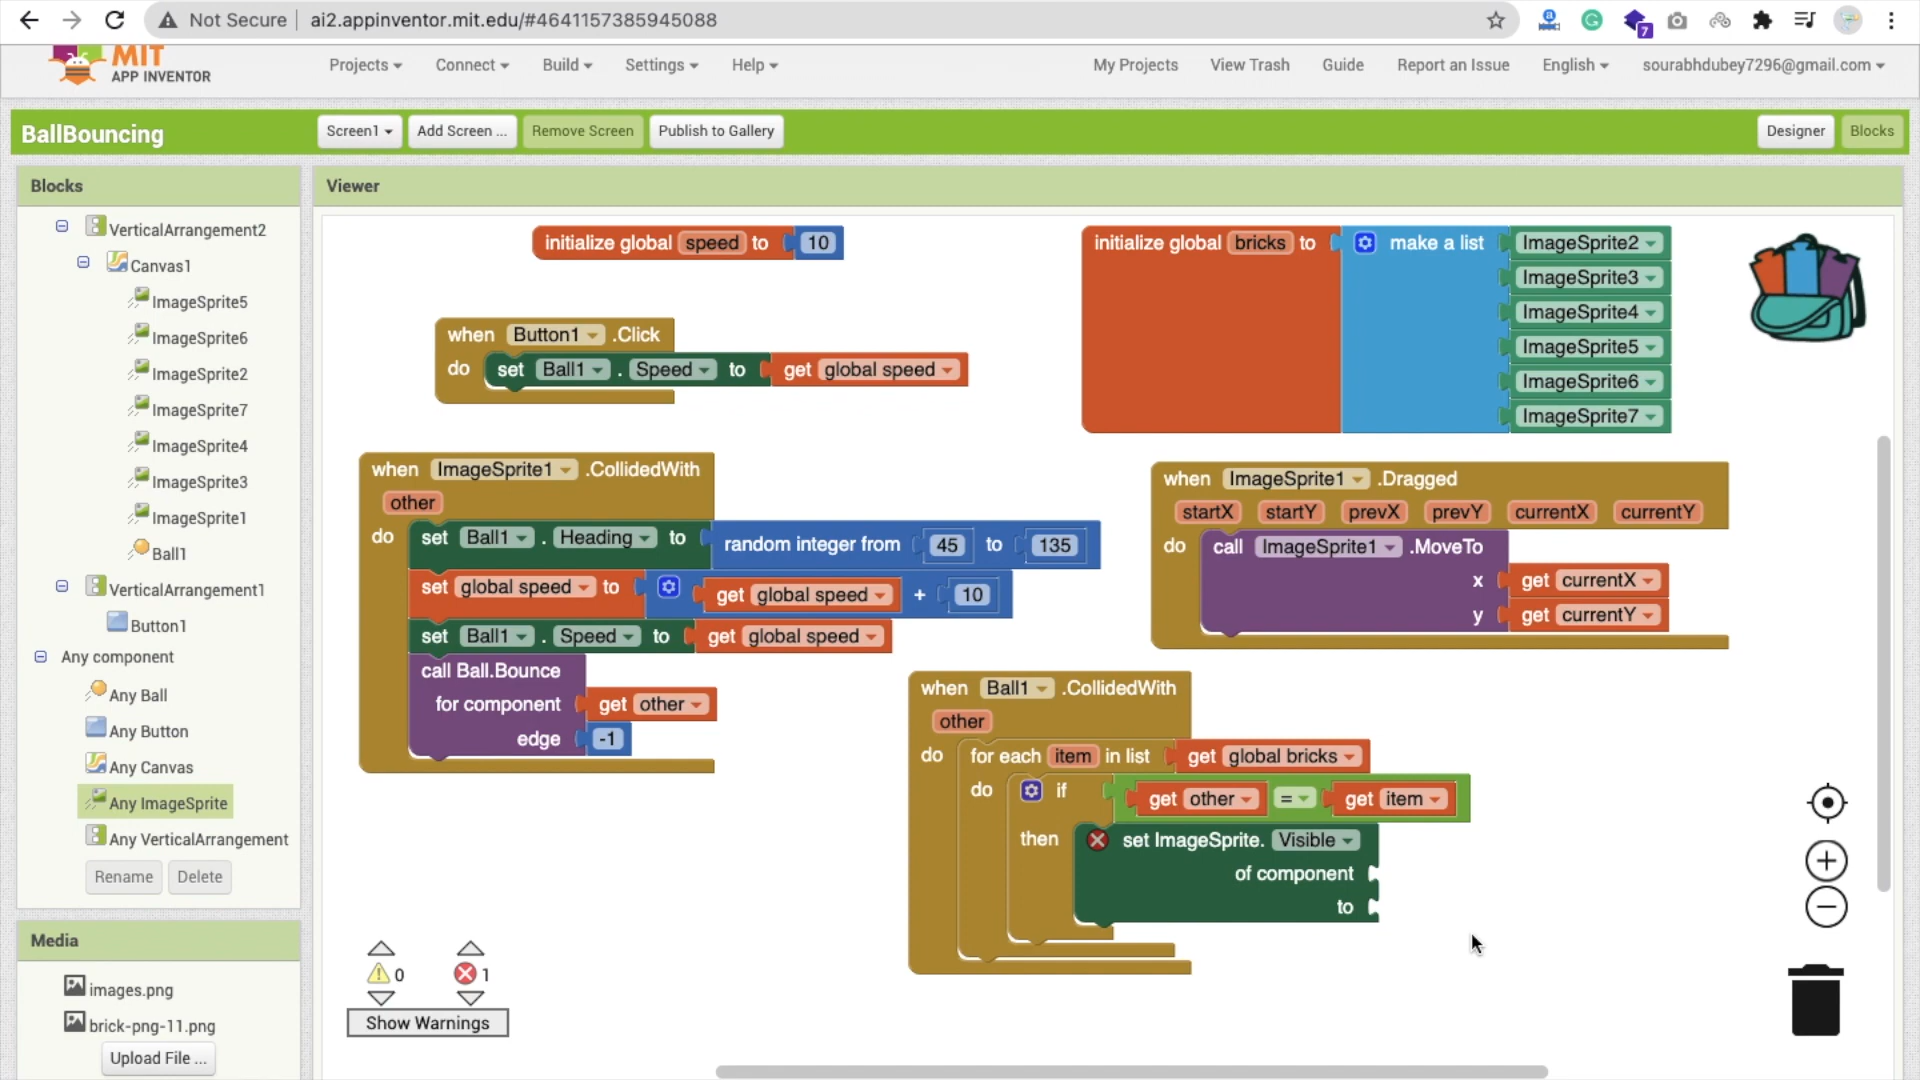 Not Secure | ai2.appinventor.mit.edu/#4641157385945088
7
MIT
APP INVENTOR
Projects Connect Build Settings Help My Projects View Trash Guide Report an Issue English sourabhdubey7296@gmail.com
BallBouncing Screen1 Add Screen ... Remove Screen Publish to Gallery Designer Blocks
Blocks
VerticalArrangement2
Canvas1
ImageSprite5
ImageSprite6
ImageSprite2
ImageSprite7
ImageSprite4
ImageSprite3
ImageSprite1
Ball1
VerticalArrangement1
Button1
Any component
Any Ball
Any Button
Any Canvas
Any ImageSprite
Any VerticalArrangement
Rename Delete
Media
images.png
brick-png-11.png
Upload File ...
Viewer
initialize global speed to 10
initialize global bricks to make a list ImageSprite2
ImageSprite3
ImageSprite4
ImageSprite5
ImageSprite6
ImageSprite7
when Button1 .Click
do set Ball1 . Speed to get global speed
when ImageSprite1 .CollidedWith
other
do set Ball1 . Heading to random integer from 45 to 135
set global speed to get global speed + 10
set Ball1 . Speed to get global speed
call Ball.Bounce
for component get other
edge -1
when ImageSprite1 .Dragged
startX startY prevX prevY currentX currentY
do call ImageSprite1 .MoveTo
x get currentX
y get currentY
when Ball1 .CollidedWith
other
do for each item in list get global bricks
do if get other = get item
then set ImageSprite. Visible
of component
to
0 1
Show Warnings